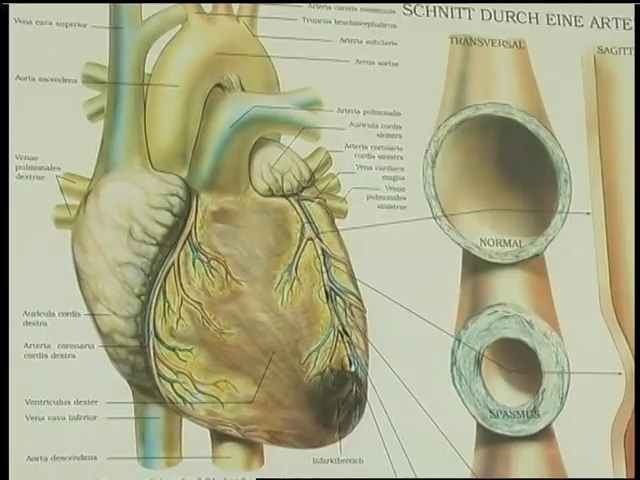 Arteria carotis communis
Truncus brachiocephalicus
Arteria subclavia
Arcus aortae
Vena cava superior
Aorta ascendens
Arteria pulmonalis
Auricula cordis
sinistra
Arteria coronaria
cordis sinistra
Vena cardiaca
magna
Venae
pulmonales
sinistrae
Venae
pulmonales
dextrae
Auricula cordis
dextra
Arteria coronaria
cordis dextra
Ventriculus dexter
Vena cava inferior
Aorta descendens
Infarktbereich
SCHNITT DURCH EINE ARTE
TRANSVERSAL
SAGITT
NORMAL
SPASMUS